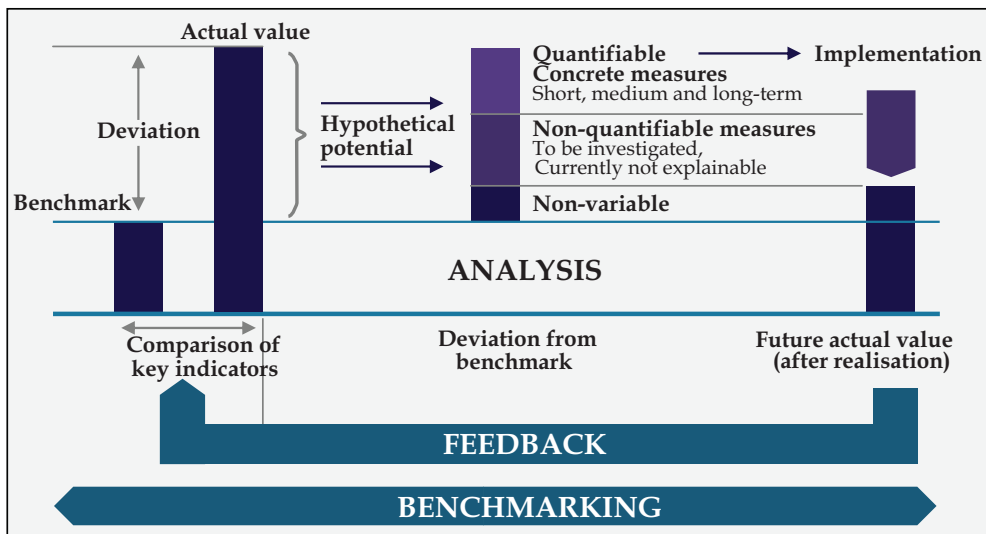 Actual value
Deviation
Benchmark
Hypothetical
potential
Quantifiable
Concrete measures
Short, medium and long-term
Implementation
Non-quantifiable measures
To be investigated,
Currently not explainable
Non-variable
ANALYSIS
Comparison of
key indicators
Deviation from
benchmark
Future actual value
(after realisation)
FEEDBACK
BENCHMARKING